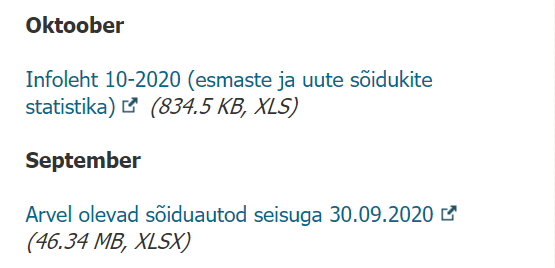 Oktoober
Infoleht 10-2020 (esmaste ja uute sõidukite
statistika) (834.5 KB, XLS)
September
Arvel olevad sõiduautod seisuga 30.09.2020
(46.34 MB, XLSX)